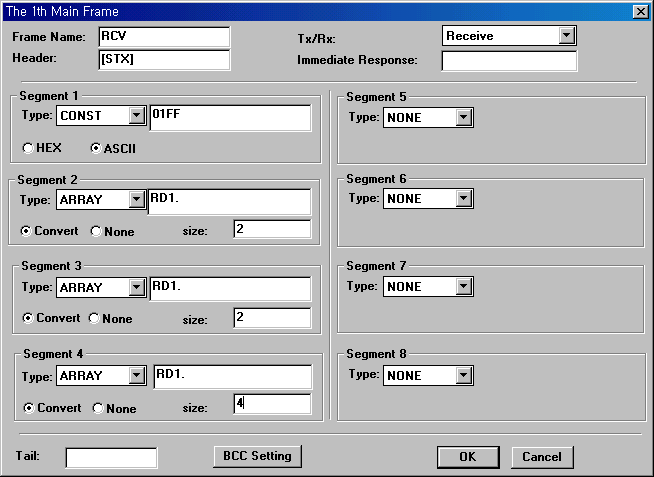 The 1th Main Frame
Frame Name: RCV
Tx/Rx: Receive
Header: [STX]
Immediate Response:
Segment 1
Type: CONST 01FF
HEX ASCII
Segment 2
Type: ARRAY RD1.
Convert None size: 2
Segment 3
Type: ARRAY RD1.
Convert None size: 2
Segment 4
Type: ARRAY RD1.
Convert None size: 4
Segment 5
Type: NONE
Segment 6
Type: NONE
Segment 7
Type: NONE
Segment 8
Type: NONE
Tail:
BCC Setting
OK
Cancel